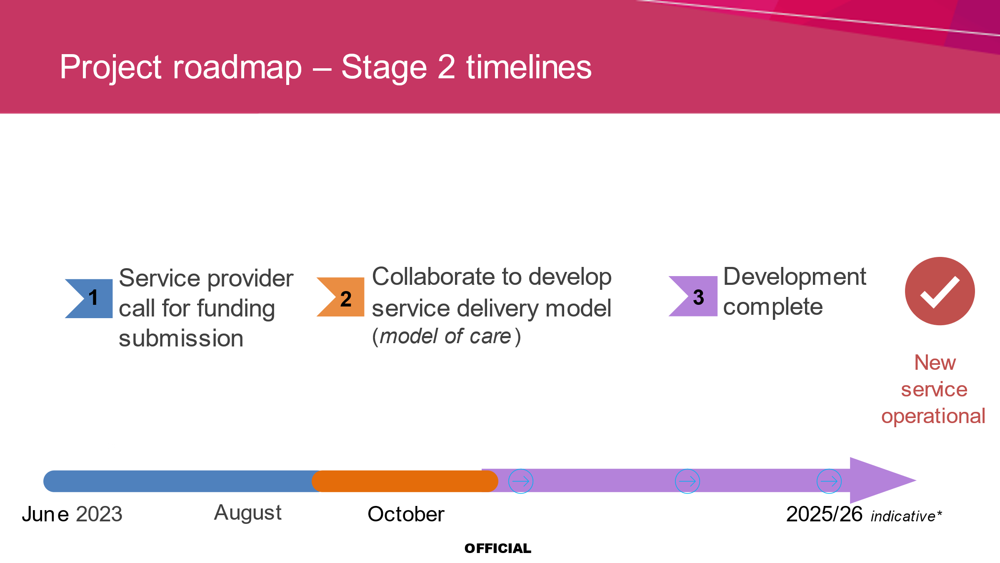 Project roadmap – Stage 2 timelines
1
Service provider
call for funding
submission
2
Collaborate to develop
service delivery model
(model of care)
3
Development
complete
New
service
operational
June 2023
August
October
2025/26 indicative*
OFFICIAL